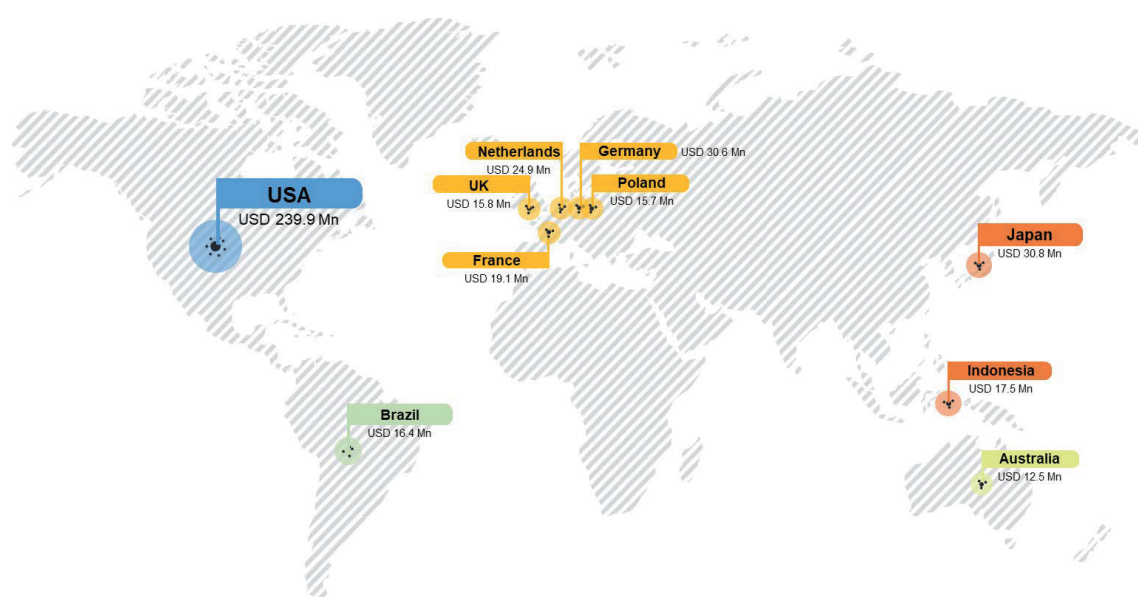 Netherlands
USD 24.9 Mn
Germany USD 30.6 Mn
UK
USD 15.8 Mn
Poland
USD 15.7 Mn
USA
USD 239.9 Mn
France
USD 19.1 Mn
Japan
USD 30.8 Mn
Indonesia
USD 17.5 Mn
Brazil
USD 16.4 Mn
Australia
USD 12.5 Mn